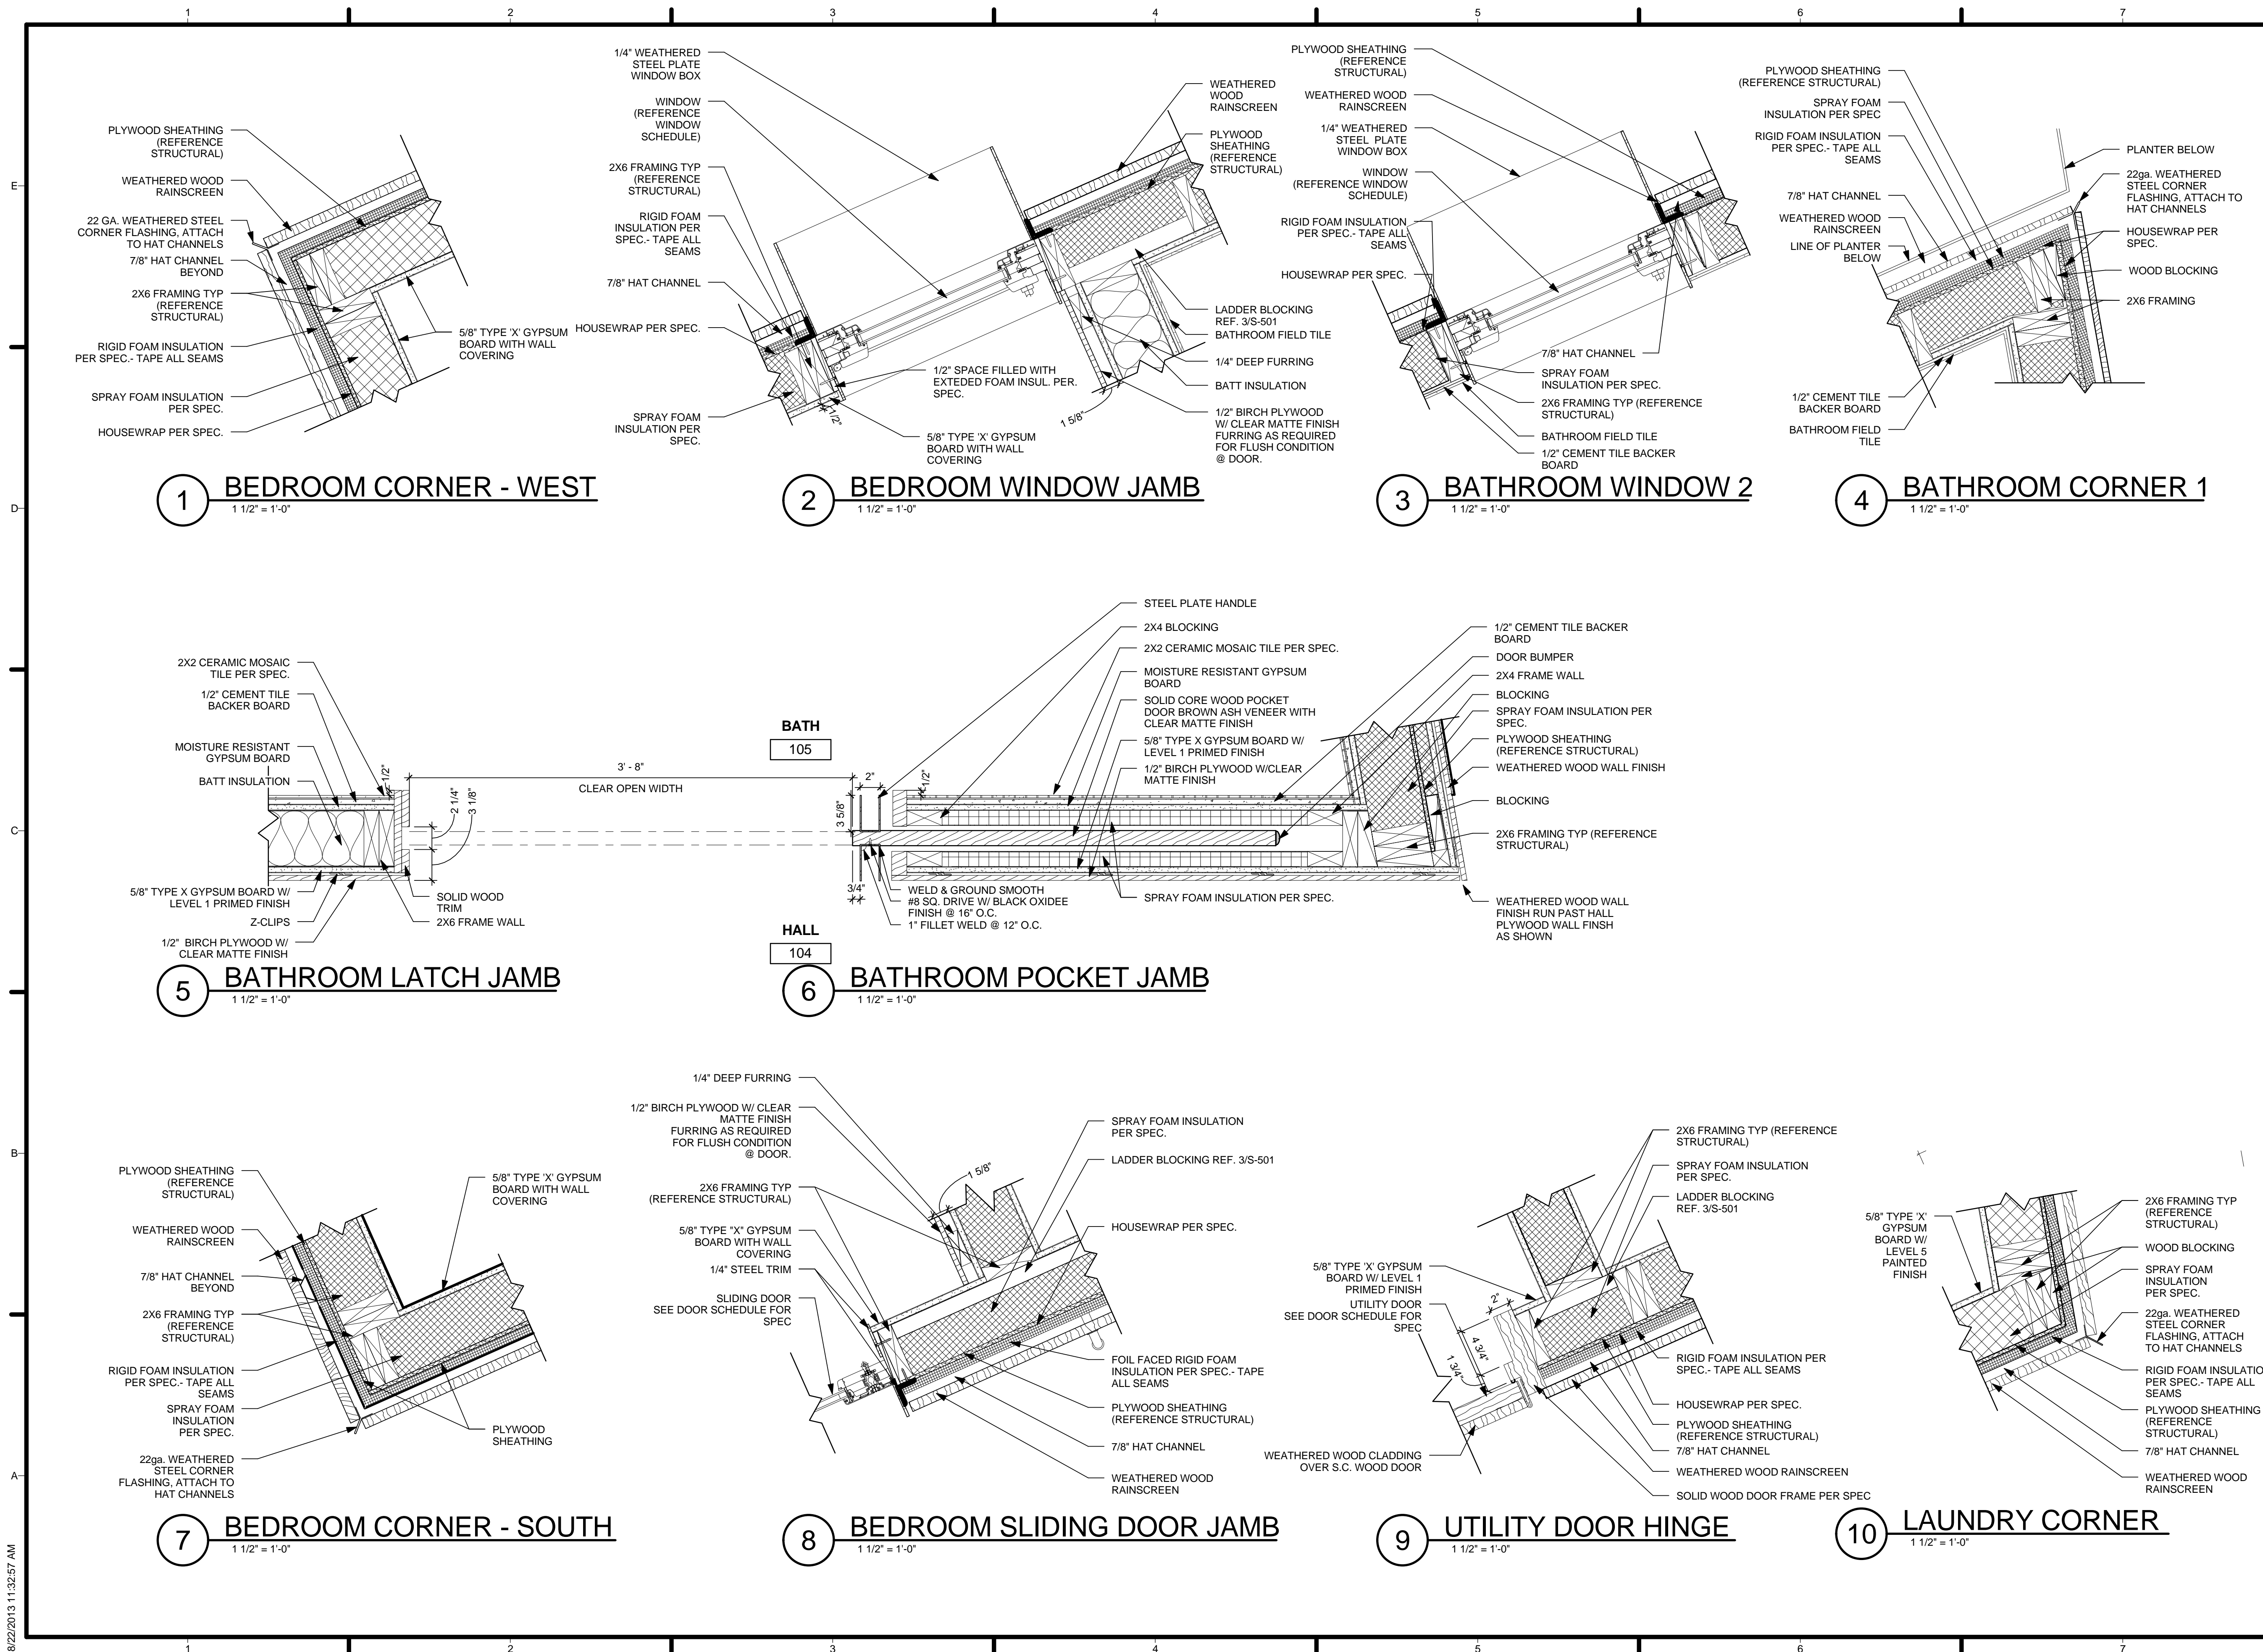 1
2
3
4
5
6
7
E
D
C
B
A
PLYWOOD SHEATHING
(REFERENCE
STRUCTURAL)
WEATHERED WOOD
RAINSCREEN
22 GA. WEATHERED STEEL
CORNER FLASHING, ATTACH
TO HAT CHANNELS
7/8" HAT CHANNEL
BEYOND
2X6 FRAMING TYP
(REFERENCE
STRUCTURAL)
RIGID FOAM INSULATION
PER SPEC.- TAPE ALL SEAMS
SPRAY FOAM INSULATION
PER SPEC.
HOUSEWRAP PER SPEC.
5/8" TYPE 'X' GYPSUM
BOARD WITH WALL
COVERING
1
BEDROOM CORNER - WEST
1 1/2" = 1'-0"
1/4" WEATHERED
STEEL PLATE
WINDOW BOX
WINDOW
(REFERENCE
WINDOW
SCHEDULE)
2X6 FRAMING TYP
(REFERENCE
STRUCTURAL)
RIGID FOAM
INSULATION PER
SPEC.- TAPE ALL
SEAMS
7/8" HAT CHANNEL
HOUSEWRAP PER SPEC.
SPRAY FOAM
INSULATION PER
SPEC.
WEATHERED
WOOD
RAINSCREEN
PLYWOOD
SHEATHING
(REFERENCE
STRUCTURAL)
LADDER BLOCKING
REF. 3/S-501
BATHROOM FIELD TILE
1/4" DEEP FURRING
BATT INSULATION
1/2" BIRCH PLYWOOD
W/ CLEAR MATTE FINISH
FURRING AS REQUIRED
FOR FLUSH CONDITION
@ DOOR.
1/2" SPACE FILLED WITH
EXTEDED FOAM INSUL. PER.
SPEC.
5/8" TYPE 'X' GYPSUM
BOARD WITH WALL
COVERING
1/2"
1 5/8"
2
BEDROOM WINDOW JAMB
1 1/2" = 1'-0"
PLYWOOD SHEATHING
(REFERENCE
STRUCTURAL)
WEATHERED WOOD
RAINSCREEN
1/4" WEATHERED
STEEL PLATE
WINDOW BOX
WINDOW
(REFERENCE WINDOW
SCHEDULE)
RIGID FOAM INSULATION
PER SPEC.- TAPE ALL
SEAMS
HOUSEWRAP PER SPEC.
7/8" HAT CHANNEL
SPRAY FOAM
INSULATION PER SPEC.
2X6 FRAMING TYP (REFERENCE
STRUCTURAL)
BATHROOM FIELD TILE
1/2" CEMENT TILE BACKER
BOARD
3
BATHROOM WINDOW 2
1 1/2" = 1'-0"
PLYWOOD SHEATHING
(REFERENCE STRUCTURAL)
SPRAY FOAM
INSULATION PER SPEC
RIGID FOAM INSULATION
PER SPEC.- TAPE ALL
SEAMS
7/8" HAT CHANNEL
WEATHERED WOOD
RAINSCREEN
LINE OF PLANTER
BELOW
1/2" CEMENT TILE
BACKER BOARD
BATHROOM FIELD
TILE
PLANTER BELOW
22ga. WEATHERED
STEEL CORNER
FLASHING, ATTACH TO
HAT CHANNELS
HOUSEWRAP PER
SPEC.
WOOD BLOCKING
2X6 FRAMING
4
BATHROOM CORNER 1
1 1/2" = 1'-0"
2X2 CERAMIC MOSAIC
TILE PER SPEC.
1/2" CEMENT TILE
BACKER BOARD
MOISTURE RESISTANT
GYPSUM BOARD
BATT INSULATION
5/8" TYPE X GYPSUM BOARD W/
LEVEL 1 PRIMED FINISH
Z-CLIPS
1/2" BIRCH PLYWOOD W/
CLEAR MATTE FINISH
SOLID WOOD
TRIM
2X6 FRAME WALL
1/2"
3' - 8"
CLEAR OPEN WIDTH
2 1/4"
3 1/8"
5
BATHROOM LATCH JAMB
1 1/2" = 1'-0"
BATH
105
HALL
104
2"
1/2"
3 5/8"
3/4"
STEEL PLATE HANDLE
2X4 BLOCKING
2X2 CERAMIC MOSAIC TILE PER SPEC.
MOISTURE RESISTANT GYPSUM
BOARD
SOLID CORE WOOD POCKET
DOOR BROWN ASH VENEER WITH
CLEAR MATTE FINISH
5/8" TYPE X GYPSUM BOARD W/
LEVEL 1 PRIMED FINISH
1/2" BIRCH PLYWOOD W/CLEAR
MATTE FINISH
WELD & GROUND SMOOTH
#8 SQ. DRIVE W/ BLACK OXIDEE
FINISH @ 16" O.C.
1" FILLET WELD @ 12" O.C.
SPRAY FOAM INSULATION PER SPEC.
1/2" CEMENT TILE BACKER
BOARD
DOOR BUMPER
2X4 FRAME WALL
BLOCKING
SPRAY FOAM INSULATION PER
SPEC.
PLYWOOD SHEATHING
(REFERENCE STRUCTURAL)
WEATHERED WOOD WALL FINISH
BLOCKING
2X6 FRAMING TYP (REFERENCE
STRUCTURAL)
WEATHERED WOOD WALL
FINISH RUN PAST HALL
PLYWOOD WALL FINSH
AS SHOWN
6
BATHROOM POCKET JAMB
1 1/2" = 1'-0"
PLYWOOD SHEATHING
(REFERENCE
STRUCTURAL)
WEATHERED WOOD
RAINSCREEN
7/8" HAT CHANNEL
BEYOND
2X6 FRAMING TYP
(REFERENCE
STRUCTURAL)
RIGID FOAM INSULATION
PER SPEC.- TAPE ALL
SEAMS
SPRAY FOAM
INSULATION
PER SPEC.
22ga. WEATHERED
STEEL CORNER
FLASHING, ATTACH TO
HAT CHANNELS
5/8" TYPE 'X' GYPSUM
BOARD WITH WALL
COVERING
PLYWOOD
SHEATHING
7
BEDROOM CORNER - SOUTH
1 1/2" = 1'-0"
1/4" DEEP FURRING
1/2" BIRCH PLYWOOD W/ CLEAR
MATTE FINISH
FURRING AS REQUIRED
FOR FLUSH CONDITION
@ DOOR.
2X6 FRAMING TYP
(REFERENCE STRUCTURAL)
5/8" TYPE "X" GYPSUM
BOARD WITH WALL
COVERING
1/4" STEEL TRIM
SLIDING DOOR
SEE DOOR SCHEDULE FOR
SPEC
1 5/8"
SPRAY FOAM INSULATION
PER SPEC.
LADDER BLOCKING REF. 3/S-501
HOUSEWRAP PER SPEC.
FOIL FACED RIGID FOAM
INSULATION PER SPEC.- TAPE
ALL SEAMS
PLYWOOD SHEATHING
(REFERENCE STRUCTURAL)
7/8" HAT CHANNEL
WEATHERED WOOD
RAINSCREEN
8
BEDROOM SLIDING DOOR JAMB
1 1/2" = 1'-0"
5/8" TYPE 'X' GYPSUM
BOARD W/ LEVEL 1
PRIMED FINISH
UTILITY DOOR
SEE DOOR SCHEDULE FOR
SPEC
2"
4 3/4"
1 3/4"
WEATHERED WOOD CLADDING
OVER S.C. WOOD DOOR
2X6 FRAMING TYP (REFERENCE
STRUCTURAL)
SPRAY FOAM INSULATION
PER SPEC.
LADDER BLOCKING
REF. 3/S-501
RIGID FOAM INSULATION PER
SPEC.- TAPE ALL SEAMS
HOUSEWRAP PER SPEC.
PLYWOOD SHEATHING
(REFERENCE STRUCTURAL)
7/8" HAT CHANNEL
WEATHERED WOOD RAINSCREEN
SOLID WOOD DOOR FRAME PER SPEC
9
UTILITY DOOR HINGE
1 1/2" = 1'-0"
5/8" TYPE 'X'
GYPSUM
BOARD W/
LEVEL 5
PAINTED
FINISH
2X6 FRAMING TYP
(REFERENCE
STRUCTURAL)
WOOD BLOCKING
SPRAY FOAM
INSULATION
PER SPEC.
22ga. WEATHERED
STEEL CORNER
FLASHING, ATTACH
TO HAT CHANNELS
RIGID FOAM INSULATIO
PER SPEC.- TAPE ALL
SEAMS
PLYWOOD SHEATHING
(REFERENCE
STRUCTURAL)
7/8" HAT CHANNEL
WEATHERED WOOD
RAINSCREEN
10
LAUNDRY CORNER
1 1/2" = 1'-0"
8/22/2013 11:32:57 AM
1
2
3
4
5
6
7